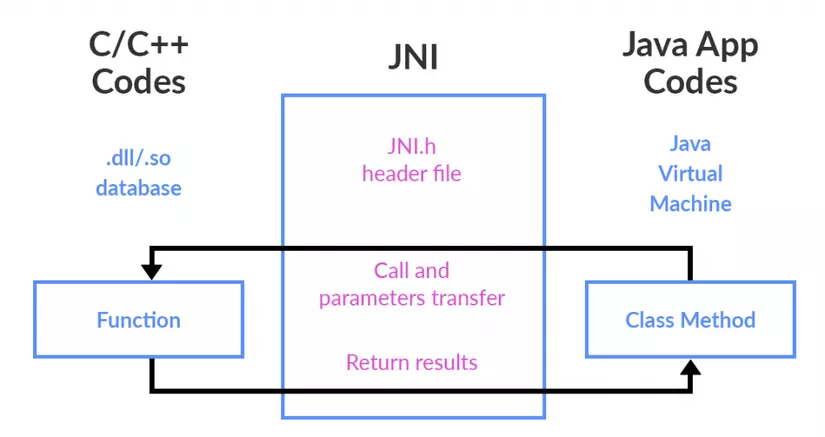 C/C++
Codes
JNI
Java App
Codes
.dll/.so
database
JNI.h
header file
Java
Virtual
Machine
Call and
parameters transfer
Function
Class Method
Return results